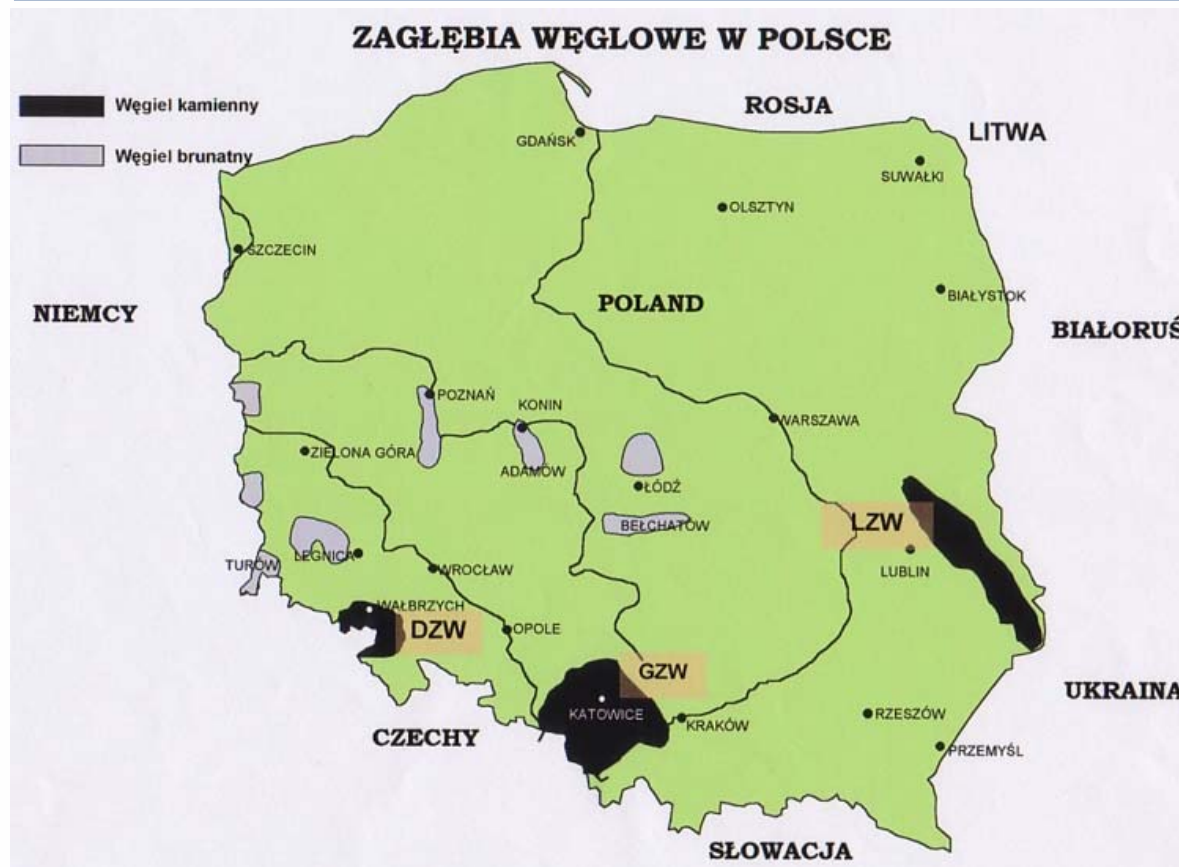 ZAGŁĘBIA WĘGLOWE W POLSCE
Węgiel kamienny
ROSJA
GDAŃSK
LITWA
Węgiel brunatny
SUWAŁKI
OLSZTYN
SZCZECIN
BIAŁYSTOK
NIEMCY
POLAND
BIAŁORUŚ
POZNAŃ
KONIN
WARSZAWA
ZIELONA GÓRA
ADAMÓW
ŁÓDŹ
BEŁCHATÓW
LZW
LEGNICA
TURÓW
WROCŁAW
LUBLIN
WAŁBRZYCH
DZW
OPOLE
GZW
UKRAINA
KATOWICE
KRAKÓW
RZESZÓW
CZECHY
PRZEMYŚL
SŁOWACJA